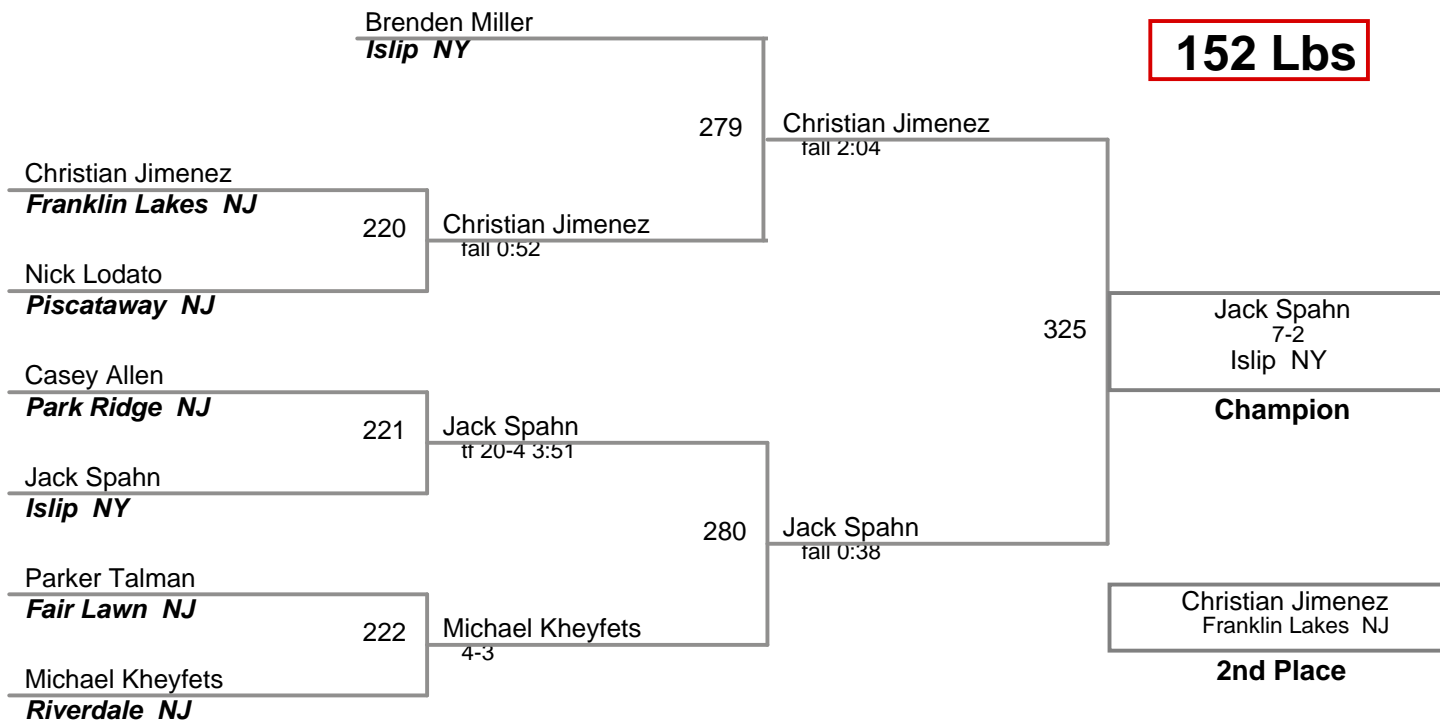 Brenden Miller
Islip NY
152 Lbs
279
Christian Jimenez
fall 2:04
Christian Jimenez
Franklin Lakes NJ
220
Christian Jimenez
fall 0:52
Nick Lodato
Piscataway NJ
325
Jack Spahn
7-2
Islip NY
Champion
Casey Allen
Park Ridge NJ
221
Jack Spahn
tf 20-4 3:51
Jack Spahn
Islip NY
280
Jack Spahn
fall 0:38
Parker Talman
Fair Lawn NJ
222
Michael Kheyfets
4-3
Michael Kheyfets
Riverdale NJ
Christian Jimenez
Franklin Lakes NJ
2nd Place